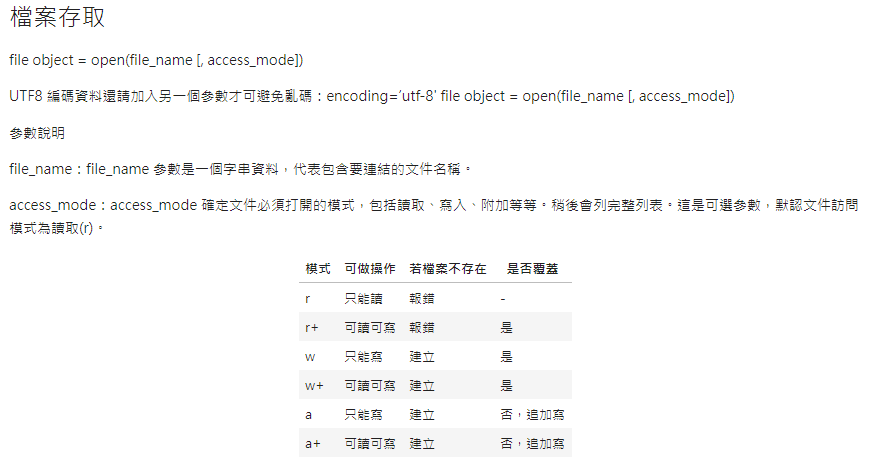 檔案存取
file object = open(file_name [, access_mode])
UTF8 編碼資料還請加入另一個參數才可避免亂碼：encoding='utf-8' file object = open(file_name [, access_mode])
參數說明
file_name：file_name 參數是一個字串資料，代表包含要連結的文件名稱。
access_mode：access_mode 確定文件必須打開的模式，包括讀取、寫入、附加等等。稍後會列完整列表。這是可選參數，默認文件訪問
模式為讀取(r)。
模式 可做操作 若檔案不存在 是否覆蓋
r 只能讀 報錯 -
r+ 可讀可寫 報錯 是
w 只能寫 建立 是
w+ 可讀可寫 建立 是
a 只能寫 建立 否，追加寫
a+ 可讀可寫 建立 否，追加寫